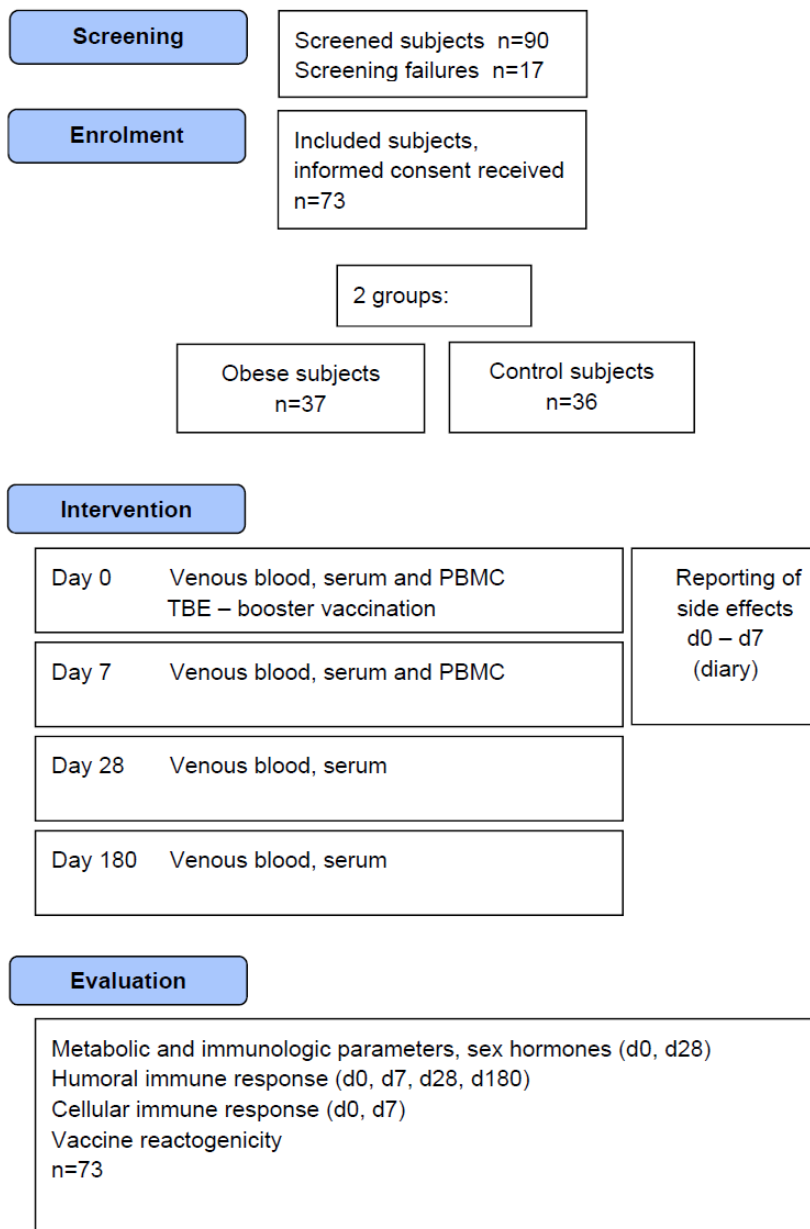 Screening
Screened subjects n=90
Screening failures n=17
Enrolment
Included subjects,
informed consent received
n=73
2 groups:
Obese subjects
n=37
Control subjects
n=36
Intervention
Day 0 Venous blood, serum and PBMC
TBE – booster vaccination
Reporting of
side effects
d0 – d7
(diary)
Day 7 Venous blood, serum and PBMC
Day 28 Venous blood, serum
Day 180 Venous blood, serum
Evaluation
Metabolic and immunologic parameters, sex hormones (d0, d28)
Humoral immune response (d0, d7, d28, d180)
Cellular immune response (d0, d7)
Vaccine reactogenicity
n=73